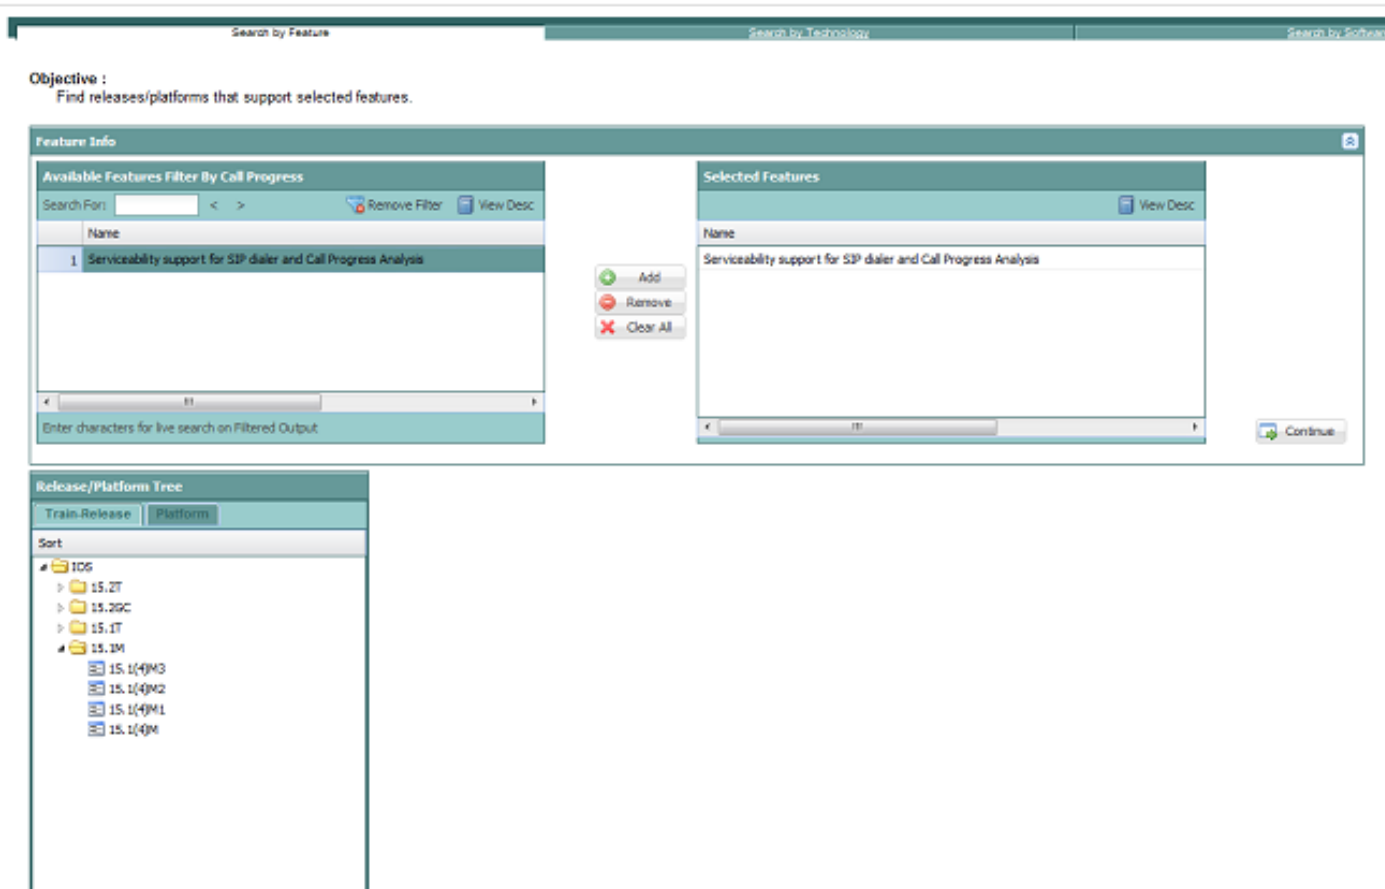 Search by Feature
Search by Technology
Search by Softwar
Objective :
Find releases/platforms that support selected features.
Feature Info
Available Features Filter By Call Progress
Search For:
<
>
Remove Filter
View Desc
Name
1 Serviceability support for SIP dialer and Call Progress Analysis
Enter characters for live search on Filtered Output
Add
Remove
Clear All
Selected Features
View Desc
Name
Serviceability support for SIP dialer and Call Progress Analysis
Continue
Release/Platform Tree
Train-Release
Platform
Sort
IOS
15.2T
15.2GC
15.1T
15.1M
15.1(4)M3
15.1(4)M2
15.1(4)M1
15.1(4)M